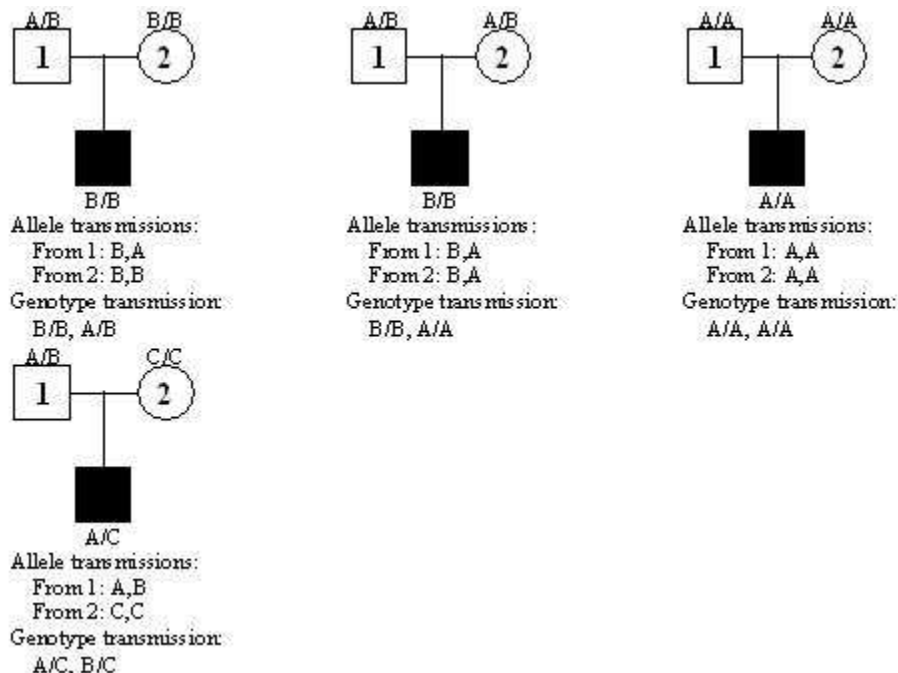 A/B B/B
1 2
B/B
Allele transmissions:
From 1: B,A
From 2: B,B
Genotype transmission:
B/B, A/B
A/B A/B
1 2
B/B
Allele transmissions:
From 1: B,A
From 2: B,A
Genotype transmission:
B/B, A/A
A/A A/A
1 2
A/A
Allele transmissions:
From 1: A,A
From 2: A,A
Genotype transmission:
A/A, A/A
A/B C/C
1 2
A/C
Allele transmissions:
From 1: A,B
From 2: C,C
Genotype transmission:
A/C, B/C